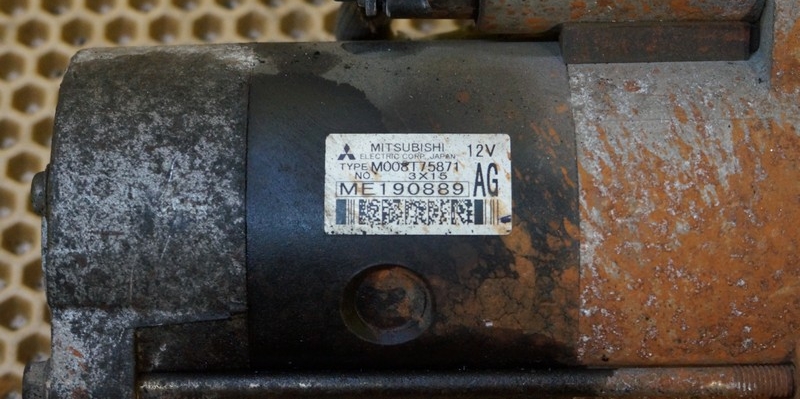 MITSUBISHI 12V
ELECTRIC CORP. JAPAN
TYPE M008T75871
NO. 3X15
ME190889 AG